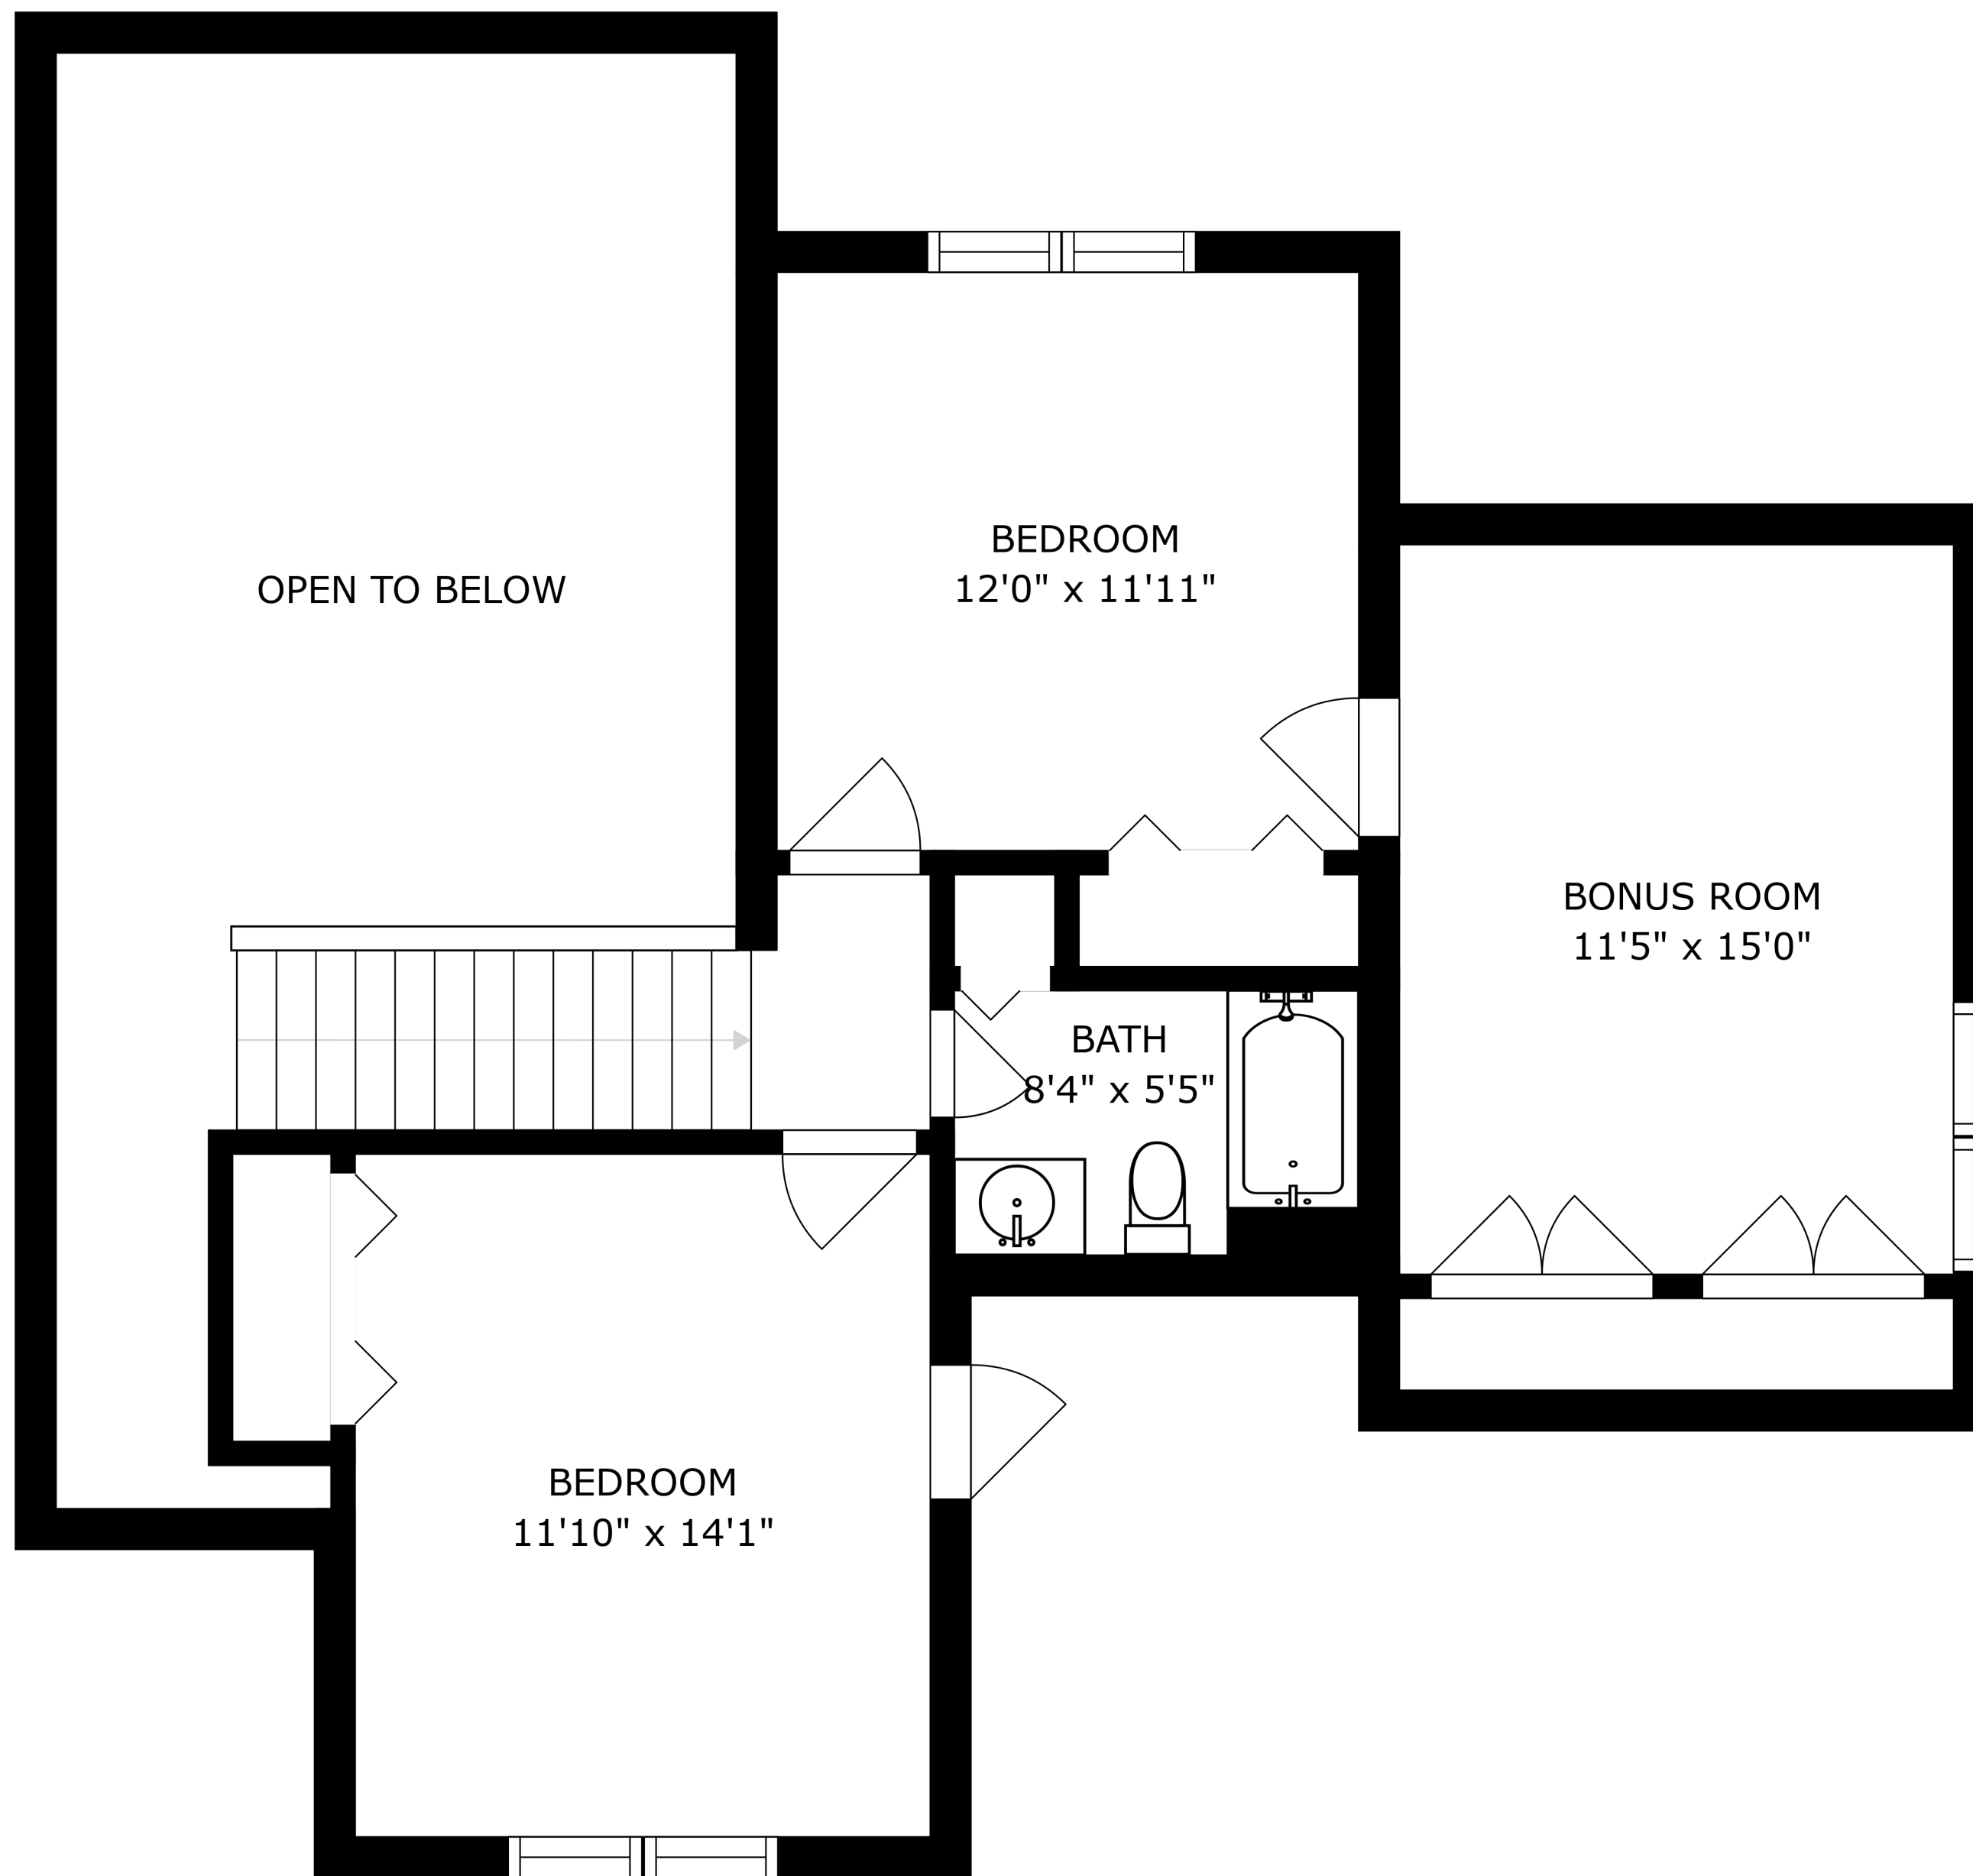 OPEN TO BELOW
BEDROOM
12'0" x 11'11"
BONUS ROOM
11'5" x 15'0"
BATH
8'4" x 5'5"
BEDROOM
11'10" x 14'1"